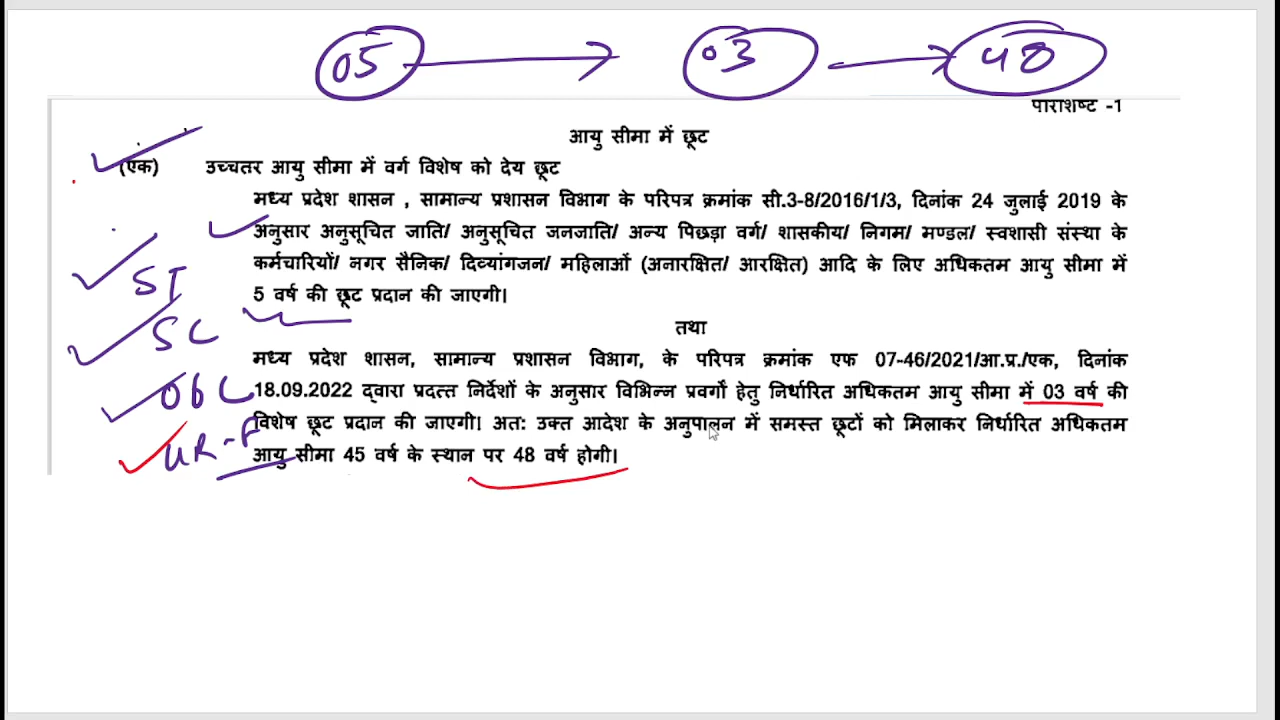 05 → 03 → 48
परिशिष्ट -1
आयु सीमा में छूट
(एक) उच्चतर आयु सीमा में वर्ग विशेष को देय छूट
मध्य प्रदेश शासन , सामान्य प्रशासन विभाग के परिपत्र क्रमांक सी.3-8/2016/1/3, दिनांक 24 जुलाई 2019 के
अनुसार अनुसूचित जाति/ अनुसूचित जनजाति/ अन्य पिछड़ा वर्ग/ शासकीय/ निगम/ मण्डल/ स्वशासी संस्था के
कर्मचारियों/ नगर सैनिक/ दिव्यांगजन/ महिलाओं (अनारक्षित/ आरक्षित) आदि के लिए अधिकतम आयु सीमा में
ST
5 वर्ष की छूट प्रदान की जाएगी।
तथा
SC
मध्य प्रदेश शासन, सामान्य प्रशासन विभाग, के परिपत्र क्रमांक एफ 07-46/2021/आ.प्र./एक, दिनांक
OBC
18.09.2022 द्वारा प्रदत्त निर्देशों के अनुसार विभिन्न प्रवर्गों हेतु निर्धारित अधिकतम आयु सीमा में 03 वर्ष की
विशेष छूट प्रदान की जाएगी। अत: उक्त आदेश के अनुपालन में समस्त छूटों को मिलाकर निर्धारित अधिकतम
UR-F
आयु सीमा 45 वर्ष के स्थान पर 48 वर्ष होगी।